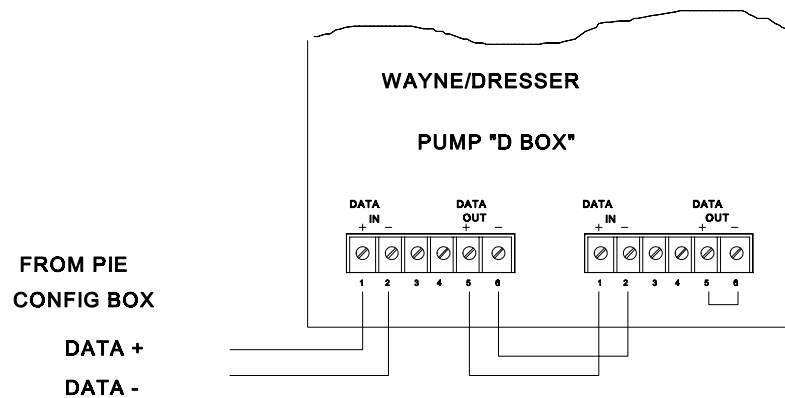 WAYNE/DRESSER
PUMP "D BOX"
DATA IN DATA OUT
+ − + −
1 2 3 4 5 6
DATA IN DATA OUT
+ − + −
1 2 3 4 5 6
FROM PIE
CONFIG BOX
DATA +
DATA -